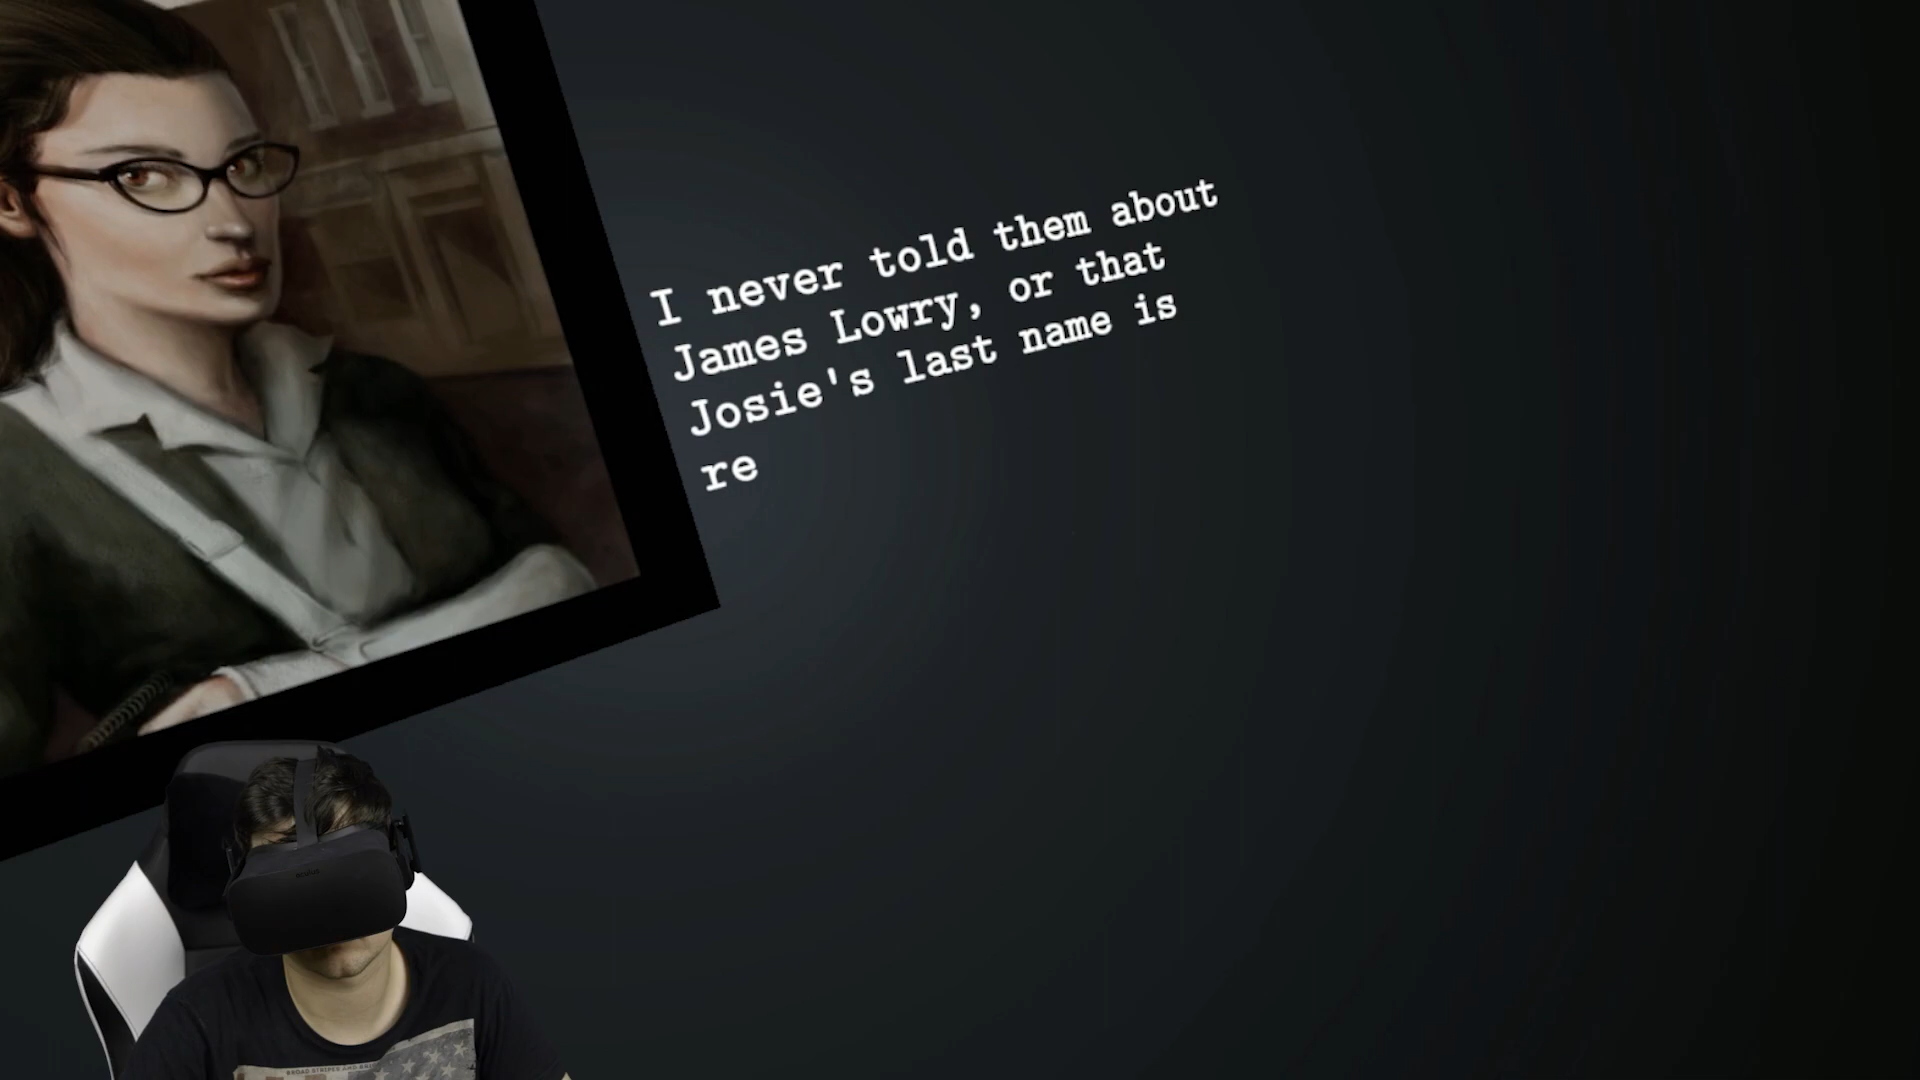 I never told them about
James Lowry, or that
Josie's last name is
re